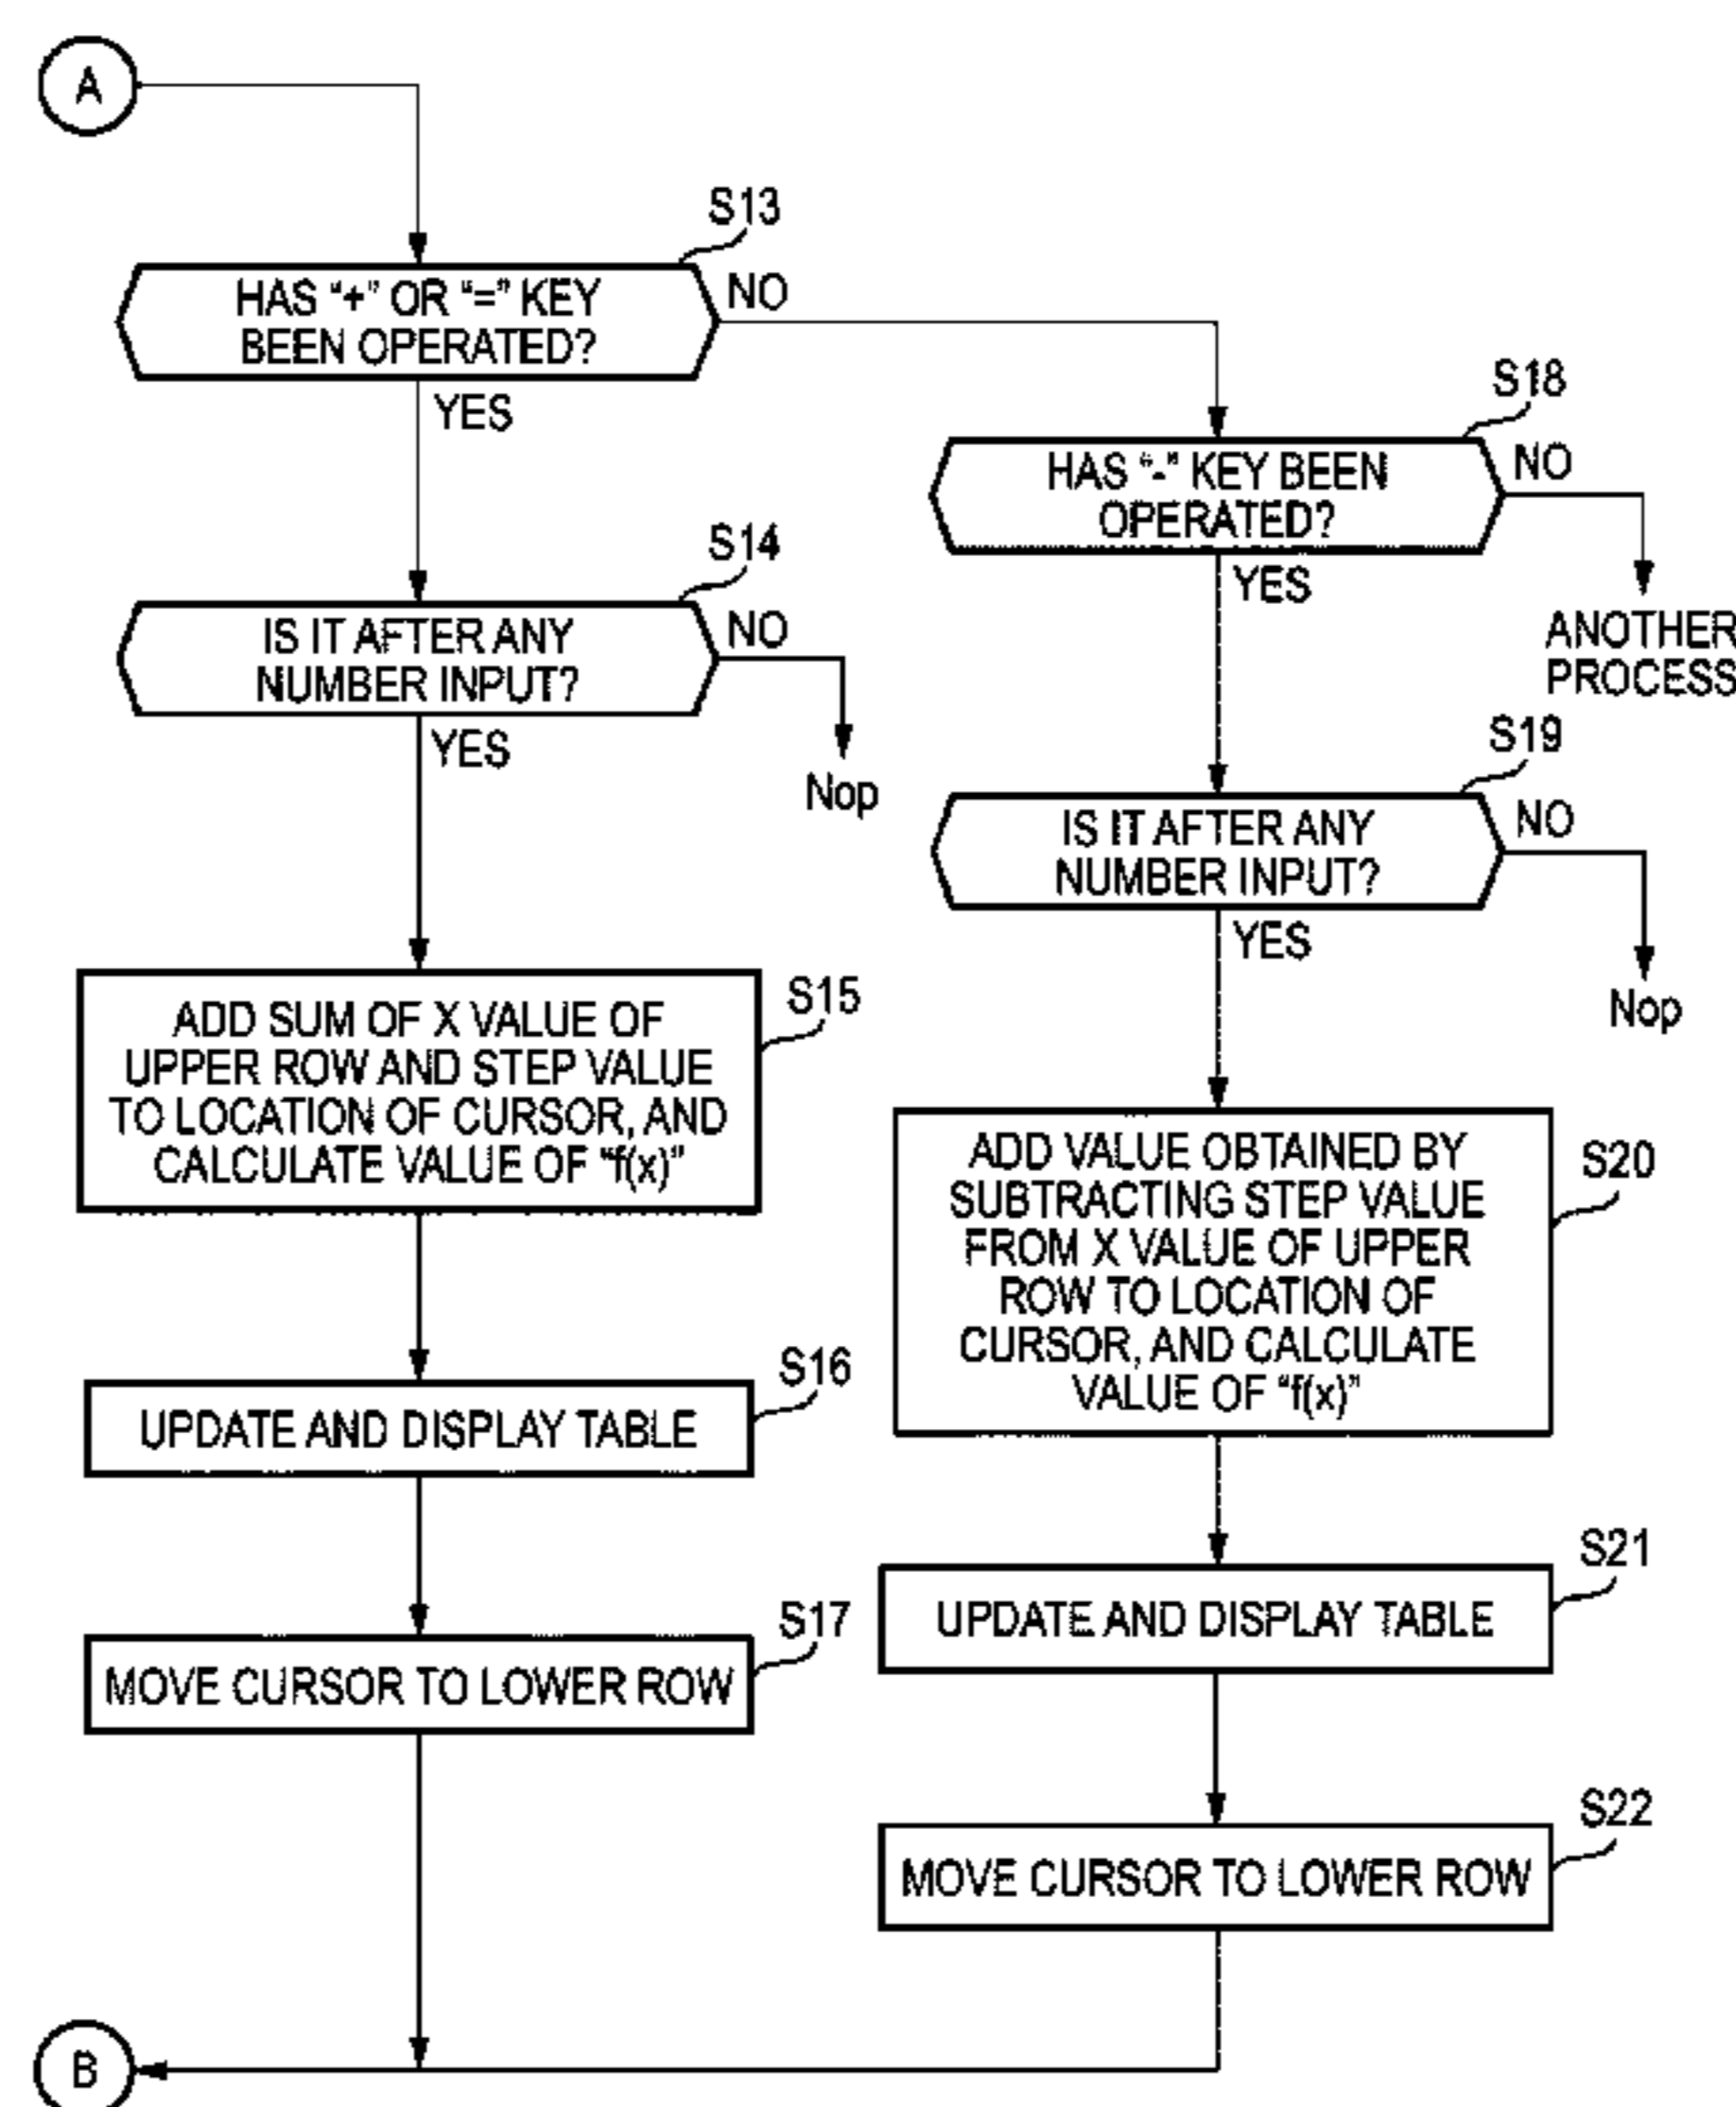 A
S13
HAS "+" OR "=" KEY
BEEN OPERATED?
NO
YES
S14
IS IT AFTER ANY
NUMBER INPUT?
NO
Nop
YES
S15
ADD SUM OF X VALUE OF
UPPER ROW AND STEP VALUE
TO LOCATION OF CURSOR, AND
CALCULATE VALUE OF "f(x)"
S16
UPDATE AND DISPLAY TABLE
S17
MOVE CURSOR TO LOWER ROW
S18
HAS "-" KEY BEEN
OPERATED?
NO
ANOTHER
PROCESS
YES
S19
IS IT AFTER ANY
NUMBER INPUT?
NO
Nop
YES
S20
ADD VALUE OBTAINED BY
SUBTRACTING STEP VALUE
FROM X VALUE OF UPPER
ROW TO LOCATION OF
CURSOR, AND CALCULATE
VALUE OF "f(x)"
S21
UPDATE AND DISPLAY TABLE
S22
MOVE CURSOR TO LOWER ROW
B